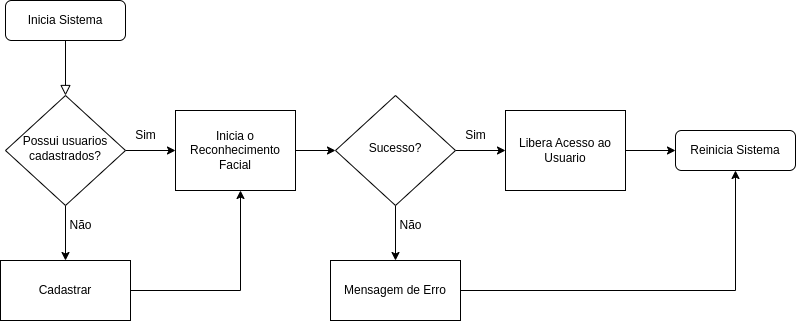 Inicia Sistema
Possui usuarios
cadastrados?
Sim
Inicia o
Reconhecimento
Facial
Sucesso?
Sim
Libera Acesso ao
Usuario
Reinicia Sistema
Não
Não
Cadastrar
Mensagem de Erro